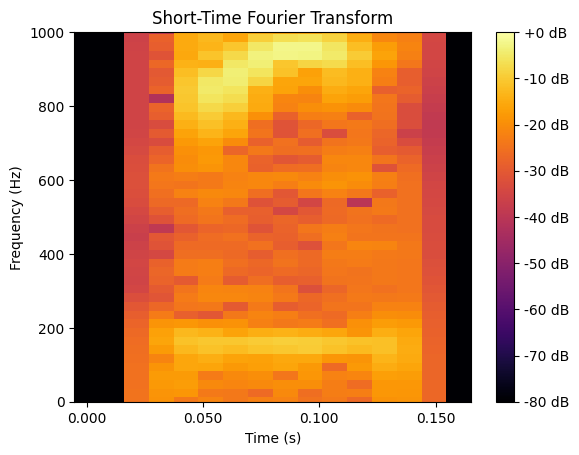 Short-Time Fourier Transform
1000
800
600
400
200
0
Frequency (Hz)
0.000
0.050
0.100
0.150
Time (s)
+0 dB
-10 dB
-20 dB
-30 dB
-40 dB
-50 dB
-60 dB
-70 dB
-80 dB